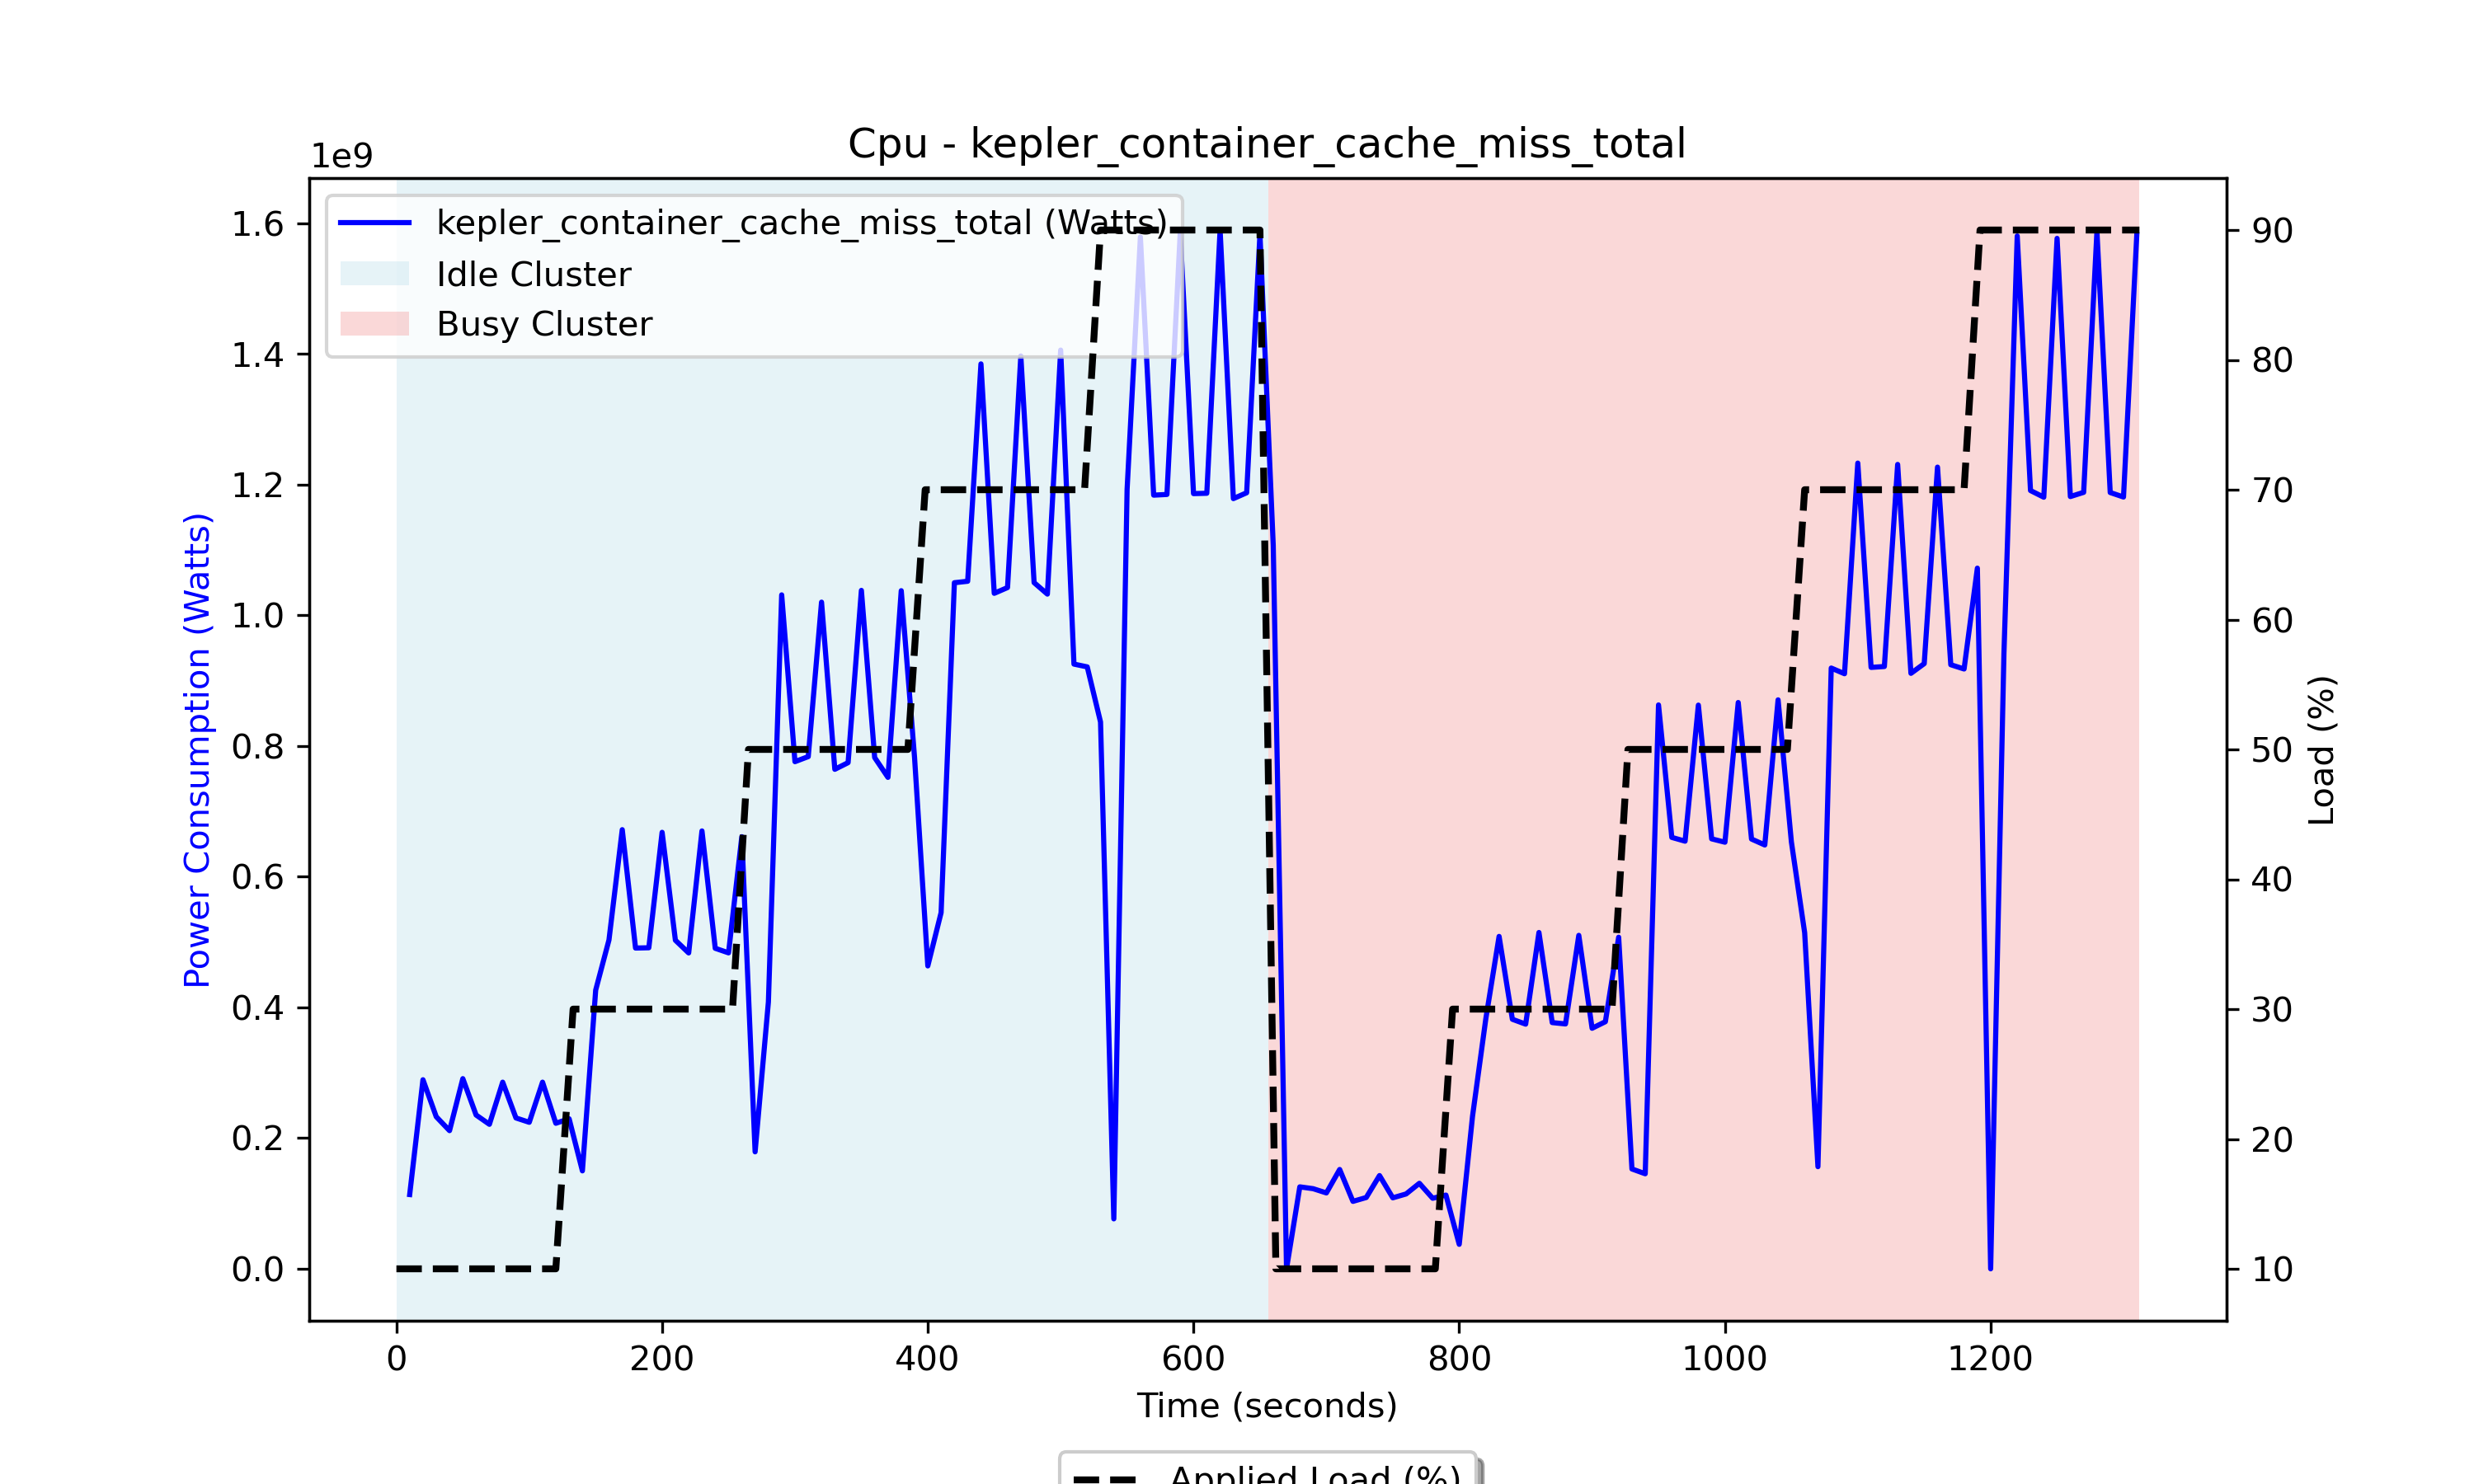 Cpu - kepler_container_cache_miss_total
1e9
kepler_container_cache_miss_total (Watts)
Idle Cluster
Busy Cluster
1.6
1.4
1.2
1.0
0.8
0.6
0.4
0.2
0.0
Power Consumption (Watts)
90
80
70
60
50
40
30
20
10
Load (%)
0
200
400
600
800
1000
1200
Time (seconds)
Applied Load (%)